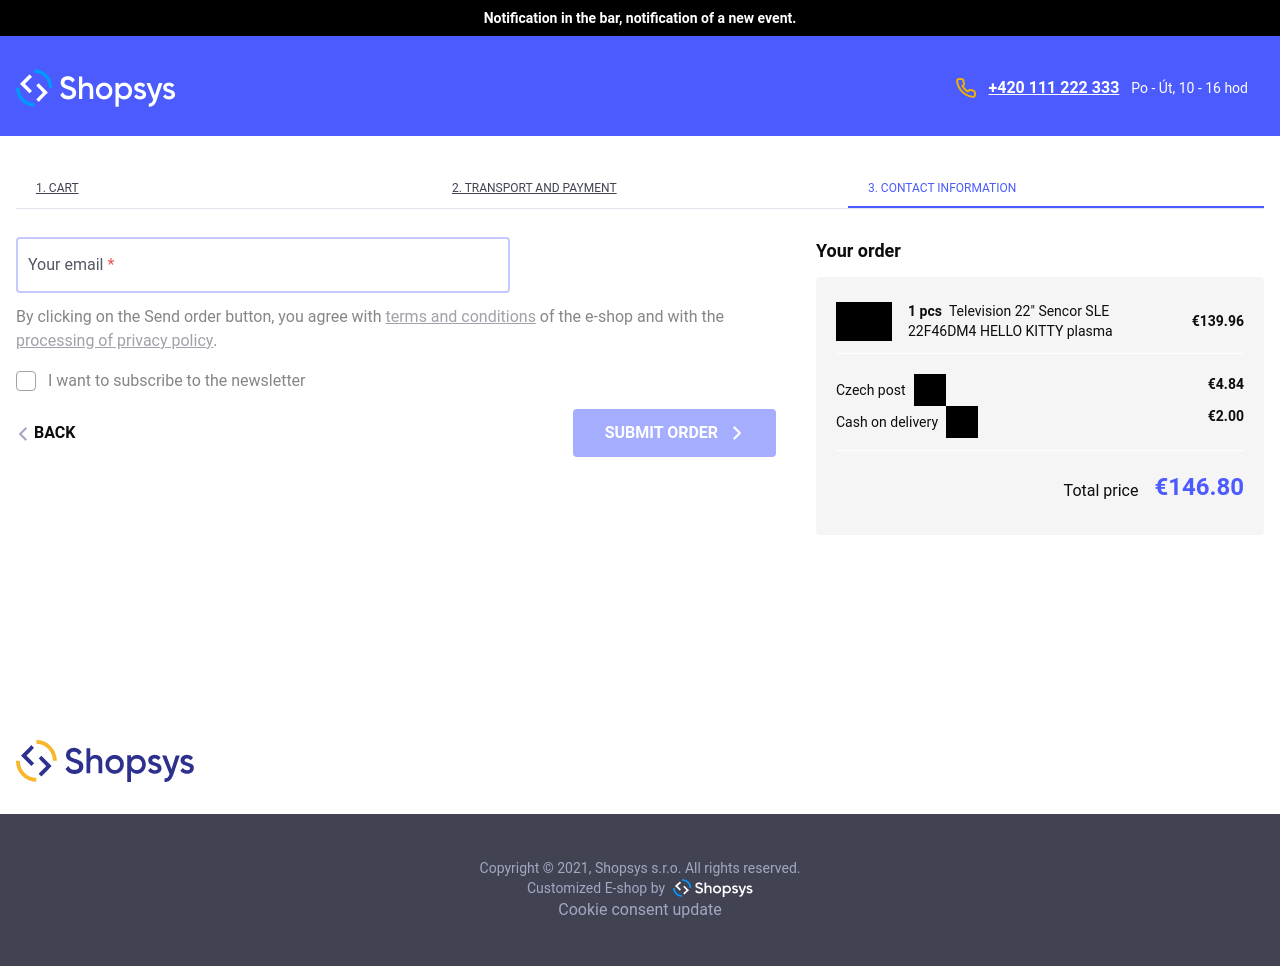 Notification in the bar, notification of a new event.
Shopsys
+420 111 222 333 Po - Út, 10 - 16 hod
1. CART
2. TRANSPORT AND PAYMENT
3. CONTACT INFORMATION
Your email *
By clicking on the Send order button, you agree with terms and conditions of the e-shop and with the
processing of privacy policy.
I want to subscribe to the newsletter
BACK
SUBMIT ORDER
Your order
1 pcs Television 22" Sencor SLE
22F46DM4 HELLO KITTY plasma
€139.96
Czech post
€4.84
Cash on delivery
€2.00
Total price €146.80
Shopsys
Copyright © 2021, Shopsys s.r.o. All rights reserved.
Customized E-shop by Shopsys
Cookie consent update